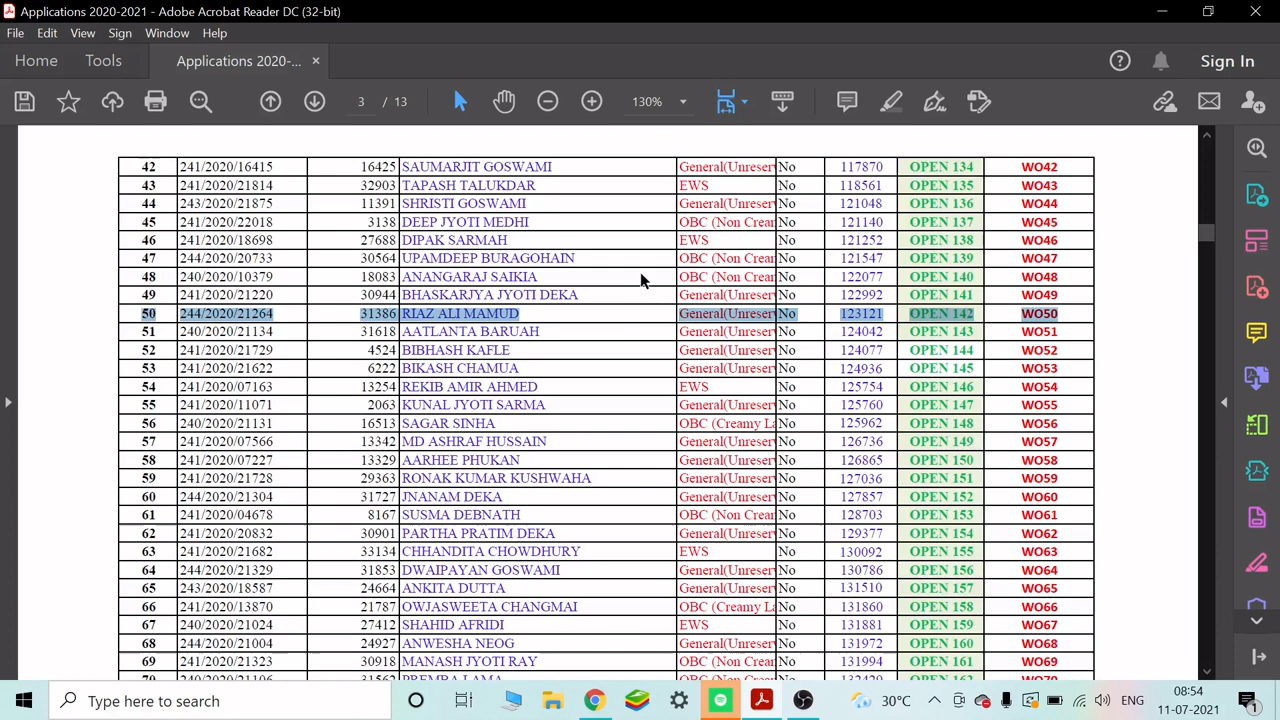 Applications 2020-2021 - Adobe Acrobat Reader DC (32-bit)
File Edit View Sign Window Help
Home Tools Applications 2020-... × Sign In
3 / 13 130%
42 241/2020/16415 16425 SAUMARJIT GOSWAMI General(Unreser No 117870 OPEN 134 WO42
43 241/2020/21814 32903 TAPASH TALUKDAR EWS No 118561 OPEN 135 WO43
44 243/2020/21875 11391 SHRISTI GOSWAMI General(Unreser No 121048 OPEN 136 WO44
45 241/2020/22018 3138 DEEP JYOTI MEDHI OBC (Non Crear No 121140 OPEN 137 WO45
46 241/2020/18698 27688 DIPAK SARMAH EWS No 121252 OPEN 138 WO46
47 244/2020/20733 30564 UPAMDEEP BURAGOHAIN OBC (Non Crear No 121547 OPEN 139 WO47
48 240/2020/10379 18083 ANANGARAJ SAIKIA OBC (Non Crear No 122077 OPEN 140 WO48
49 241/2020/21220 30944 BHASKARJYA JYOTI DEKA General(Unreser No 122992 OPEN 141 WO49
50 244/2020/21264 31386 RIAZ ALI MAMUD General(Unreser No 123121 OPEN 142 WO50
51 240/2020/21134 31618 AATLANTA BARUAH General(Unreser No 124042 OPEN 143 WO51
52 241/2020/21729 4524 BIBHASH KAFLE General(Unreser No 124077 OPEN 144 WO52
53 241/2020/21622 6222 BIKASH CHAMUA General(Unreser No 124936 OPEN 145 WO53
54 241/2020/07163 13254 REKIB AMIR AHMED EWS No 125754 OPEN 146 WO54
55 241/2020/11071 2063 KUNAL JYOTI SARMA General(Unreser No 125760 OPEN 147 WO55
56 240/2020/21131 16513 SAGAR SINHA OBC (Creamy La No 125962 OPEN 148 WO56
57 241/2020/07566 13342 MD ASHRAF HUSSAIN General(Unreser No 126736 OPEN 149 WO57
58 241/2020/07227 13329 AARHEE PHUKAN General(Unreser No 126865 OPEN 150 WO58
59 241/2020/21728 29363 RONAK KUMAR KUSHWAHA General(Unreser No 127036 OPEN 151 WO59
60 244/2020/21304 31727 JNANAM DEKA General(Unreser No 127857 OPEN 152 WO60
61 241/2020/04678 8167 SUSMA DEBNATH OBC (Non Crear No 128703 OPEN 153 WO61
62 241/2020/20832 30901 PARTHA PRATIM DEKA General(Unreser No 129377 OPEN 154 WO62
63 241/2020/21682 33134 CHHANDITA CHOWDHURY EWS No 130092 OPEN 155 WO63
64 244/2020/21329 31853 DWAIPAYAN GOSWAMI General(Unreser No 130786 OPEN 156 WO64
65 243/2020/18587 24664 ANKITA DUTTA General(Unreser No 131510 OPEN 157 WO65
66 241/2020/13870 21787 OWJASWEETA CHANGMAI OBC (Creamy La No 131860 OPEN 158 WO66
67 240/2020/21024 27412 SHAHID AFRIDI EWS No 131881 OPEN 159 WO67
68 244/2020/21004 24927 ANWESHA NEOG General(Unreser No 131972 OPEN 160 WO68
69 241/2020/21323 30918 MANASH JYOTI RAY OBC (Non Crear No 131994 OPEN 161 WO69
Type here to search 30°C ENG 08:54
11-07-2021